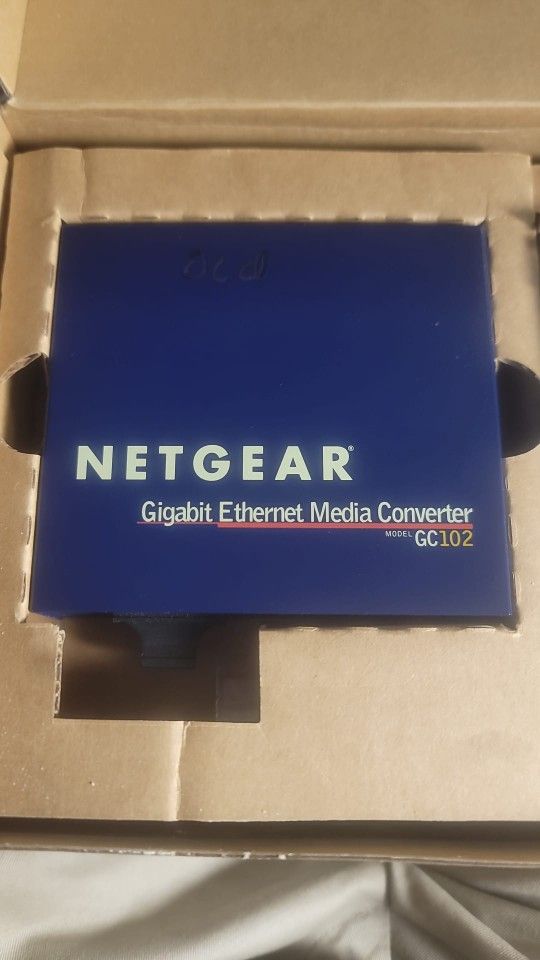 NETGEAR®
Gigabit Ethernet Media Converter
MODEL GC102